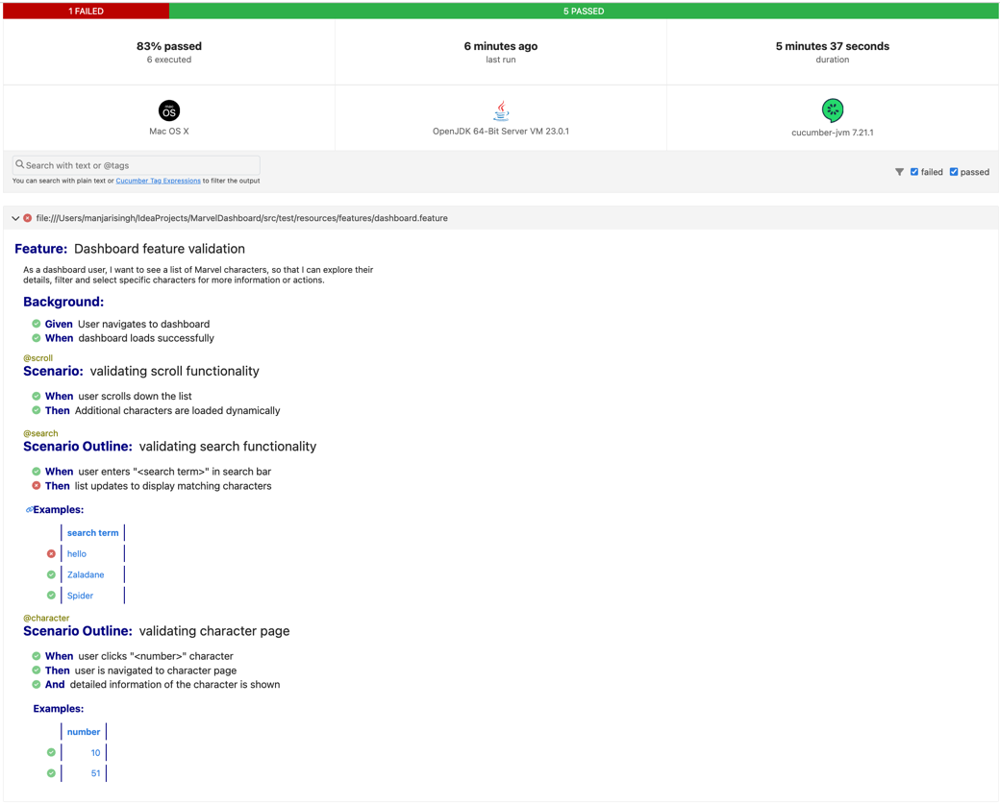 1 FAILED
5 PASSED
83% passed
6 executed
6 minutes ago
last run
5 minutes 37 seconds
duration
mac
OS
Mac OS X
OpenJDK 64-Bit Server VM 23.0.1
cucumber-jvm 7.21.1
Search with text or @tags
You can search with plain text or Cucumber Tag Expressions to filter the output
failed
passed
file:///Users/manjarisingh/IdeaProjects/MarvelDashboard/src/test/resources/features/dashboard.feature
Feature: Dashboard feature validation
As a dashboard user, I want to see a list of Marvel characters, so that I can explore their
details, filter and select specific characters for more information or actions.
Background:
Given User navigates to dashboard
When dashboard loads successfully
@scroll
Scenario: validating scroll functionality
When user scrolls down the list
Then Additional characters are loaded dynamically
@search
Scenario Outline: validating search functionality
When user enters "<search term>" in search bar
Then list updates to display matching characters
Examples:
search term
hello
Zaladane
Spider
@character
Scenario Outline: validating character page
When user clicks "<number>" character
Then user is navigated to character page
And detailed information of the character is shown
Examples:
number
10
51